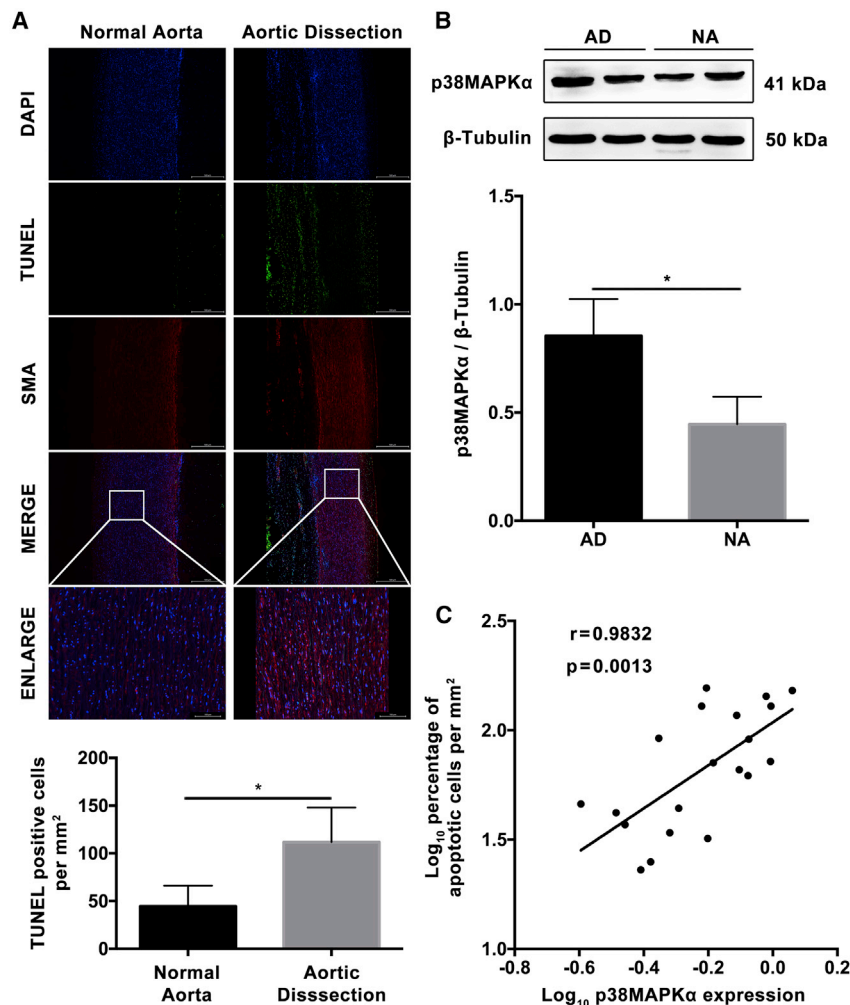 A
Normal Aorta
Aortic Dissection
DAPI
TUNEL
SMA
MERGE
ENLARGE
TUNEL positive cells
per mm²
200
150
100
50
0
*
Normal
Aorta
Aortic
Disssection
B
AD
NA
p38MAPKα
41 kDa
β-Tubulin
50 kDa
p38MAPKα / β-Tubulin
1.5
1.0
0.5
0.0
*
AD
NA
C
r=0.9832
p=0.0013
Log₁₀ percentage of
apoptotic cells per mm²
2.5
2.0
1.5
1.0
-0.8
-0.6
-0.4
-0.2
0.0
0.2
Log₁₀ p38MAPKα expression